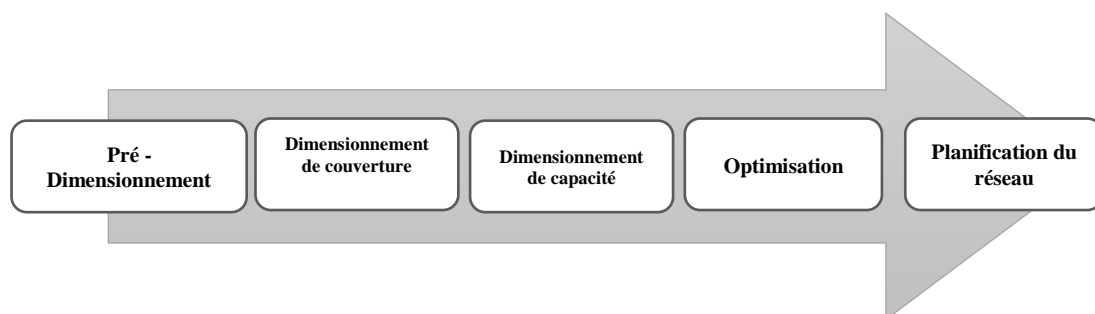 Pré -
Dimensionnement
Dimensionnement
de couverture
Dimensionnement
de capacité
Optimisation
Planification du
réseau